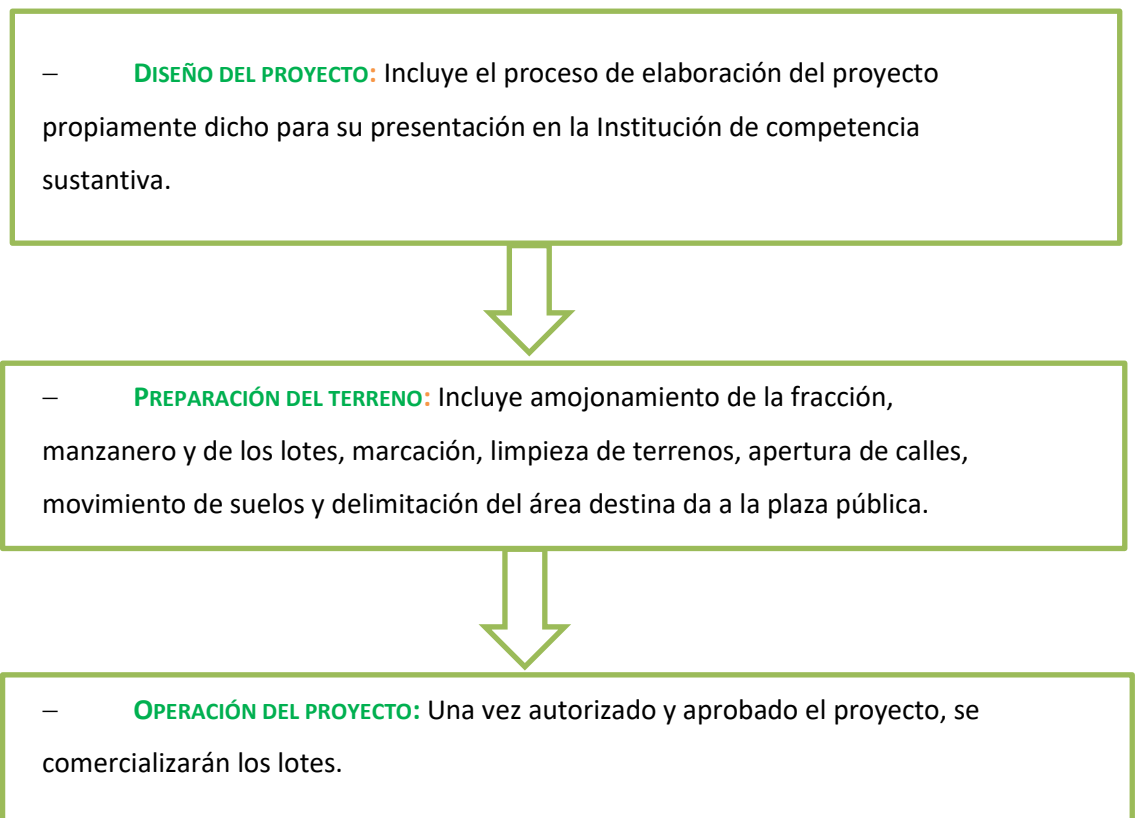 – DISEÑO DEL PROYECTO: Incluye el proceso de elaboración del proyecto
propiamente dicho para su presentación en la Institución de competencia
sustantiva.
– PREPARACIÓN DEL TERRENO: Incluye amojonamiento de la fracción,
manzanero y de los lotes, marcación, limpieza de terrenos, apertura de calles,
movimiento de suelos y delimitación del área destina da a la plaza pública.
– OPERACIÓN DEL PROYECTO: Una vez autorizado y aprobado el proyecto, se
comercializarán los lotes.